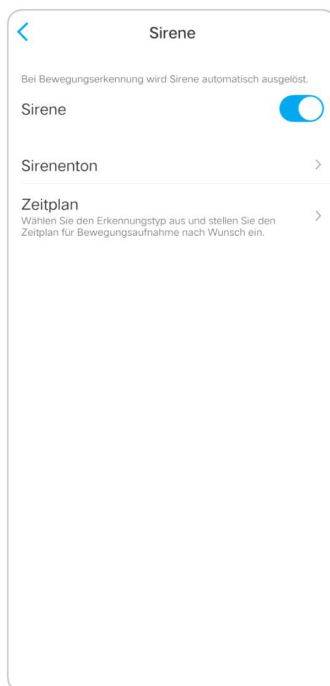 Sirene
Bei Bewegungserkennung wird Sirene automatisch ausgelöst.
Sirene
Sirenenton
Zeitplan
Wählen Sie den Erkennungstyp aus und stellen Sie den
Zeitplan für Bewegungsaufnahme nach Wunsch ein.